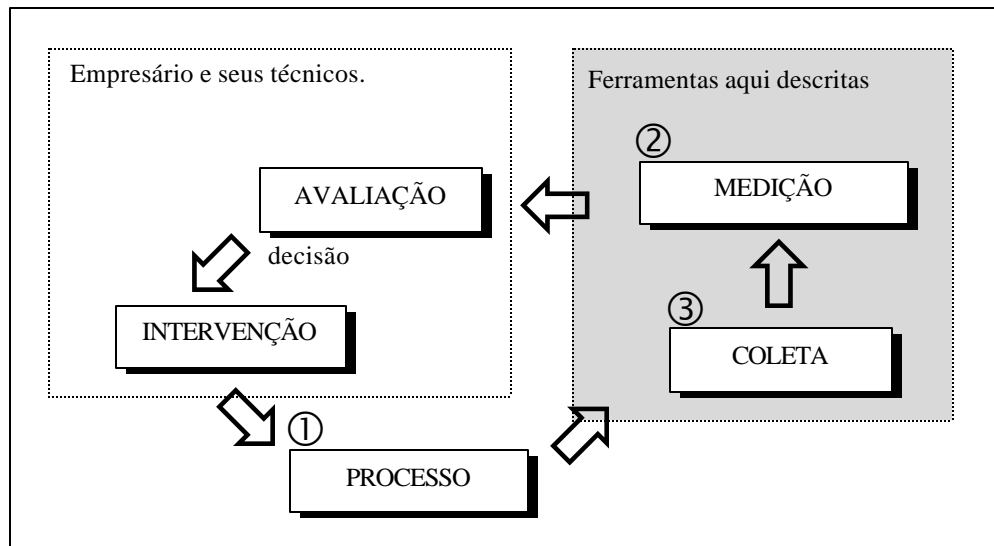 Empresário e seus técnicos.
Ferramentas aqui descritas
②
MEDIÇÃO
AVALIAÇÃO
decisão
③
INTERVENÇÃO
COLETA
①
PROCESSO